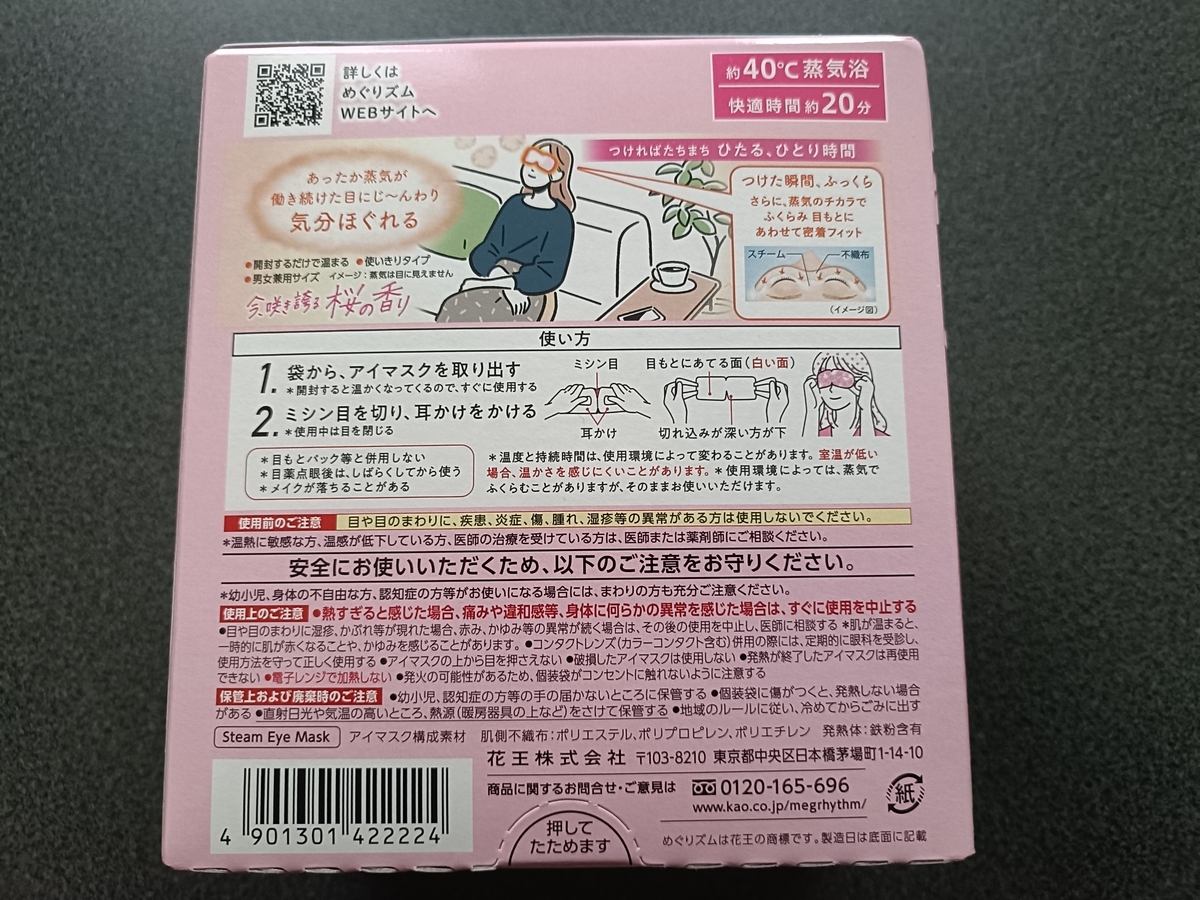 詳しくは
めぐりズム
WEBサイトへ
約40℃蒸気浴
快適時間 約20分
つければたちまち ひたる、ひとり時間
あったか蒸気が
働き続けた目にじ〜んわり
気分ほぐれる
つけた瞬間、ふっくら
さらに、蒸気のチカラで
ふくらみ 目もとに
あわせて密着フィット
スチーム 不織布
(イメージ図)
●開封するだけで温まる ●使いきりタイプ
●男女兼用サイズ イメージ：蒸気は目に見えません
今咲き誇る 桜の香り
使い方
1. 袋から、アイマスクを取り出す
＊開封すると温かくなってくるので、すぐに使用する
2. ミシン目を切り、耳かけをかける
＊使用中は目を閉じる
ミシン目
耳かけ
目もとにあてる面(白い面)
切れ込みが深い方が下
＊目もとパック等と併用しない
＊目薬点眼後は、しばらくしてから使う
＊メイクが落ちることがある
＊温度と持続時間は、使用環境によって変わることがあります。室温が低い
場合、温かさを感じにくいことがあります。＊使用環境によっては、蒸気で
ふくらむことがありますが、そのままお使いいただけます。
使用前のご注意 目や目のまわりに、疾患、炎症、傷、腫れ、湿疹等の異常がある方は使用しないでください。
＊温熱に敏感な方、温感が低下している方、医師の治療を受けている方は、医師または薬剤師にご相談ください。
安全にお使いいただくため、以下のご注意をお守りください。
＊幼小児、身体の不自由な方、認知症の方等がお使いになる場合には、まわりの方も充分ご注意ください。
使用上のご注意 ●熱すぎると感じた場合、痛みや違和感等、身体に何らかの異常を感じた場合は、すぐに使用を中止する
●目や目のまわりに湿疹、かぶれ等が現れた場合、赤み、かゆみ等の異常が続く場合は、その後の使用を中止し、医師に相談する ＊肌が温まると、
一時的に肌が赤くなることや、かゆみを感じることがあります。●コンタクトレンズ(カラーコンタクト含む)併用の際には、定期的に眼科を受診し、
使用方法を守って正しく使用する ●アイマスクの上から目を押さえない ●破損したアイマスクは使用しない ●発熱が終了したアイマスクは再使用
できない ●電子レンジで加熱しない ●発火の可能性があるため、個装袋がコンセントに触れないように注意する
保管上および廃棄時のご注意 ●幼小児、認知症の方等の手の届かないところに保管する ●個装袋に傷がつくと、発熱しない場合
がある ●直射日光や気温の高いところ、熱源(暖房器具の上など)をさけて保管する ●地域のルールに従い、冷めてからごみに出す
Steam Eye Mask アイマスク構成素材 肌側不織布：ポリエステル、ポリプロピレン、ポリエチレン 発熱体：鉄粉含有
花王株式会社 〒103-8210 東京都中央区日本橋茅場町1-14-10
商品に関するお問合せ・ご意見は 0120-165-696
www.kao.co.jp/megrhythm/
紙
4 901301 422224
押して
たためます
めぐりズムは花王の商標です。製造日は底面に記載